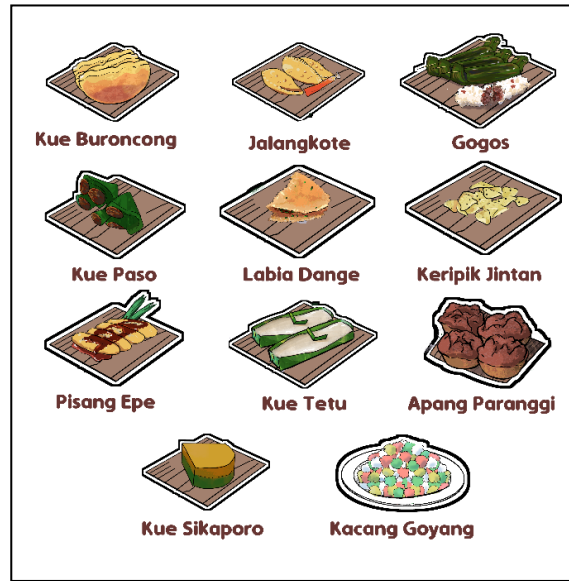 Kue Buroncong
Jalangkote
Gogos
Kue Paso
Labia Dange
Keripik Jintan
Pisang Epe
Kue Tetu
Apang Paranggi
Kue Sikaporo
Kacang Goyang